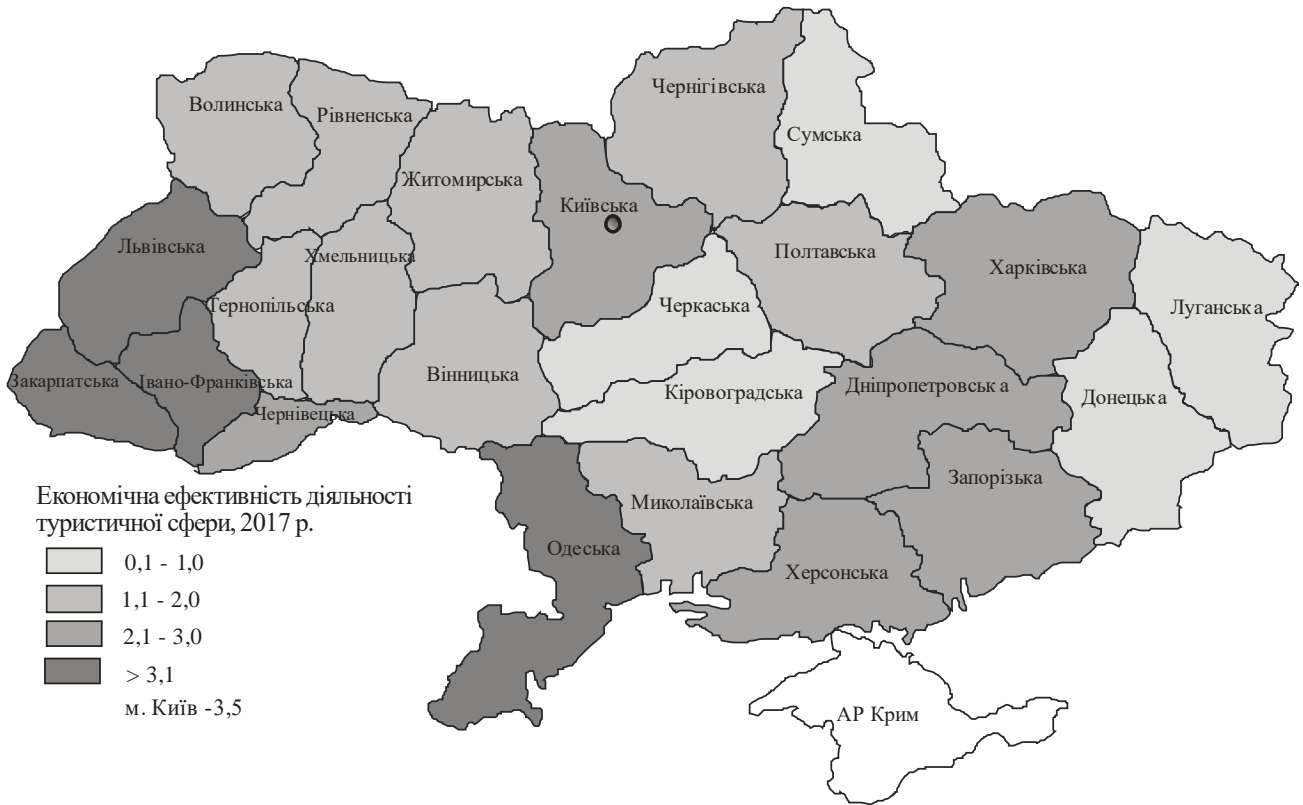 Чернігівська
Волинська
Рівненська
Сумська
Житомирська
Київська
Львівська
Хмельницька
Полтавська
Харківська
Тернопільська
Черкаська
Луганська
Закарпатська
Івано-Франківська
Вінницька
Кіровоградська
Дніпропетровська
Донецька
Чернівецька
Запорізька
Миколаївська
Одеська
Херсонська
АР Крим
Економічна ефективність діяльності
туристичної сфери, 2017 р.
0,1 - 1,0
1,1 - 2,0
2,1 - 3,0
> 3,1
м. Київ -3,5